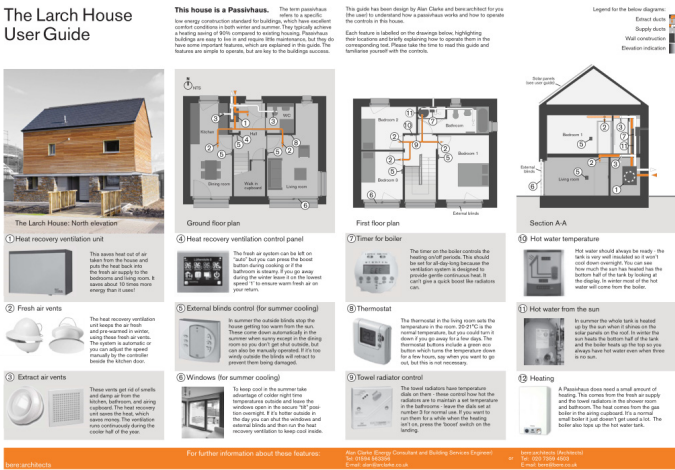 The Larch House
User Guide
This house is a Passivhaus. The term passivhaus
refers to a specific
low energy construction standard for buildings, which have excellent
comfort conditions in both winter and summer. They typically achieve
a heating saving of 90% compared to existing housing. Passivhaus
buildings are easy to live in and require little maintenance, but they do
have some important features, which are explained in this guide. The
features are simple to operate, but are key to the buildings success.
This guide has been design by Alan Clarke and bere:architect for you
(the user) to understand how a passivhaus works and how to operate
the controls in this house.
Each feature is labelled on the drawings below, highlighting
their locations and briefly explaining how to operate them in the
corresponding text. Please take the time to read this guide and
familiarise yourself with the controls.
Legend for the below diagrams:
Extract ducts
Supply ducts
Wall construction
Elevation indication
The Larch House: North elevation
NTS
Kitchen
Hall
WC
Dining room
Walk in
cupboard
Living room
Ground floor plan
Bedroom 2
Bathroom
Bedroom 1
Bedroom 3
External blinds
First floor plan
Solar panels
(see user guide)
Bedroom 1
Living room
External
blinds
Section A-A
1 Heat recovery ventilation unit
This saves heat out of air
taken from the house and
puts the heat back into
the fresh air supply to the
bedrooms and living room. It
saves about 10 times more
energy than it uses!
2 Fresh air vents
The heat recovery ventilation
unit keeps the air fresh
and pre-warmed in winter,
using these fresh air vents.
The system is automatic or
you can adjust the speed
manually by the controller
beside the kitchen door.
3 Extract air vents
These vents get rid of smells
and damp air from the
kitchen, bathroom, and airing
cupboard. The heat recovery
unit saves the heat, which
saves money. The ventilation
runs continuously during the
cooler half of the year.
4 Heat recovery ventilation control panel
The fresh air system can be left on
"auto" but you can press the boost
button during cooking or if the
bathroom is steamy. If you go away
during the winter leave it on the lowest
speed '1' to ensure warm fresh air on
your return.
5 External blinds control (for summer cooling)
In summer the outside blinds stop the
house getting too warm from the sun.
These come down automatically in the
summer when sunny except in the dining
room so you don't get shut outside, but
can also be manually operated. If it's too
windy outside the blinds will retract to
prevent them being damaged.
6 Windows (for summer cooling)
To keep cool in the summer take
advantage of colder night time
temperatures outside and leave the
windows open in the secure "tilt" posi-
tion overnight. If it's hotter outside in
the day you can shut the windows and
external blinds and then run the heat
recovery ventilation to keep cool inside.
7 Timer for boiler
The timer on the boiler controls the
heating on/off periods. This should
be set for all-day-long because the
ventilation system is designed to
provide gentle continuous heat. It
can't give a quick boost like radiators
can.
8 Thermostat
The thermostat in the living room sets the
temperature in the room. 20-21°C is the
normal temperature, but you could turn it
down if you go away for a few days. The
thermostat buttons include a green eco
button which turns the temperature down
for a few hours, say when you want to go
out, but this is not necessary.
9 Towel radiator control
The towel radiators have temperature
dials on them - these control how hot the
radiators are to maintain a set temperature
in the bathrooms - leave the dials set at
number 3 for normal use. If you want to
run them for a while when the heating
isn't on, press the 'boost' switch on the
landing.
10 Hot water temperature
Hot water should always be ready - the
tank is very well insulated so it won't
cool down overnight. You can see
how much the sun has heated the
bottom half of the tank by looking at
the display. In winter most of the hot
water will come from the boiler.
11 Hot water from the sun
In summer the whole tank is heated
up by the sun when it shines on the
solar panels on the roof. In winter the
sun heats the bottom half of the tank
and the boiler heats up the top so you
always have hot water even when there
is no sun.
12 Heating
A Passivhaus does need a small amount of
heating. This comes from the fresh air supply
and the towel radiators in the shower room
and bathroom. The heat comes from the gas
boiler in the airing cupboard. It's a normal
small boiler it just doesn't get used a lot. The
boiler also tops up the hot water tank.
bere:architects
For further information about these features:
Alan Clarke (Energy Consultant and Building Services Engineer)
or
bere:architects (Architects)
Tel: 020 7359 4503